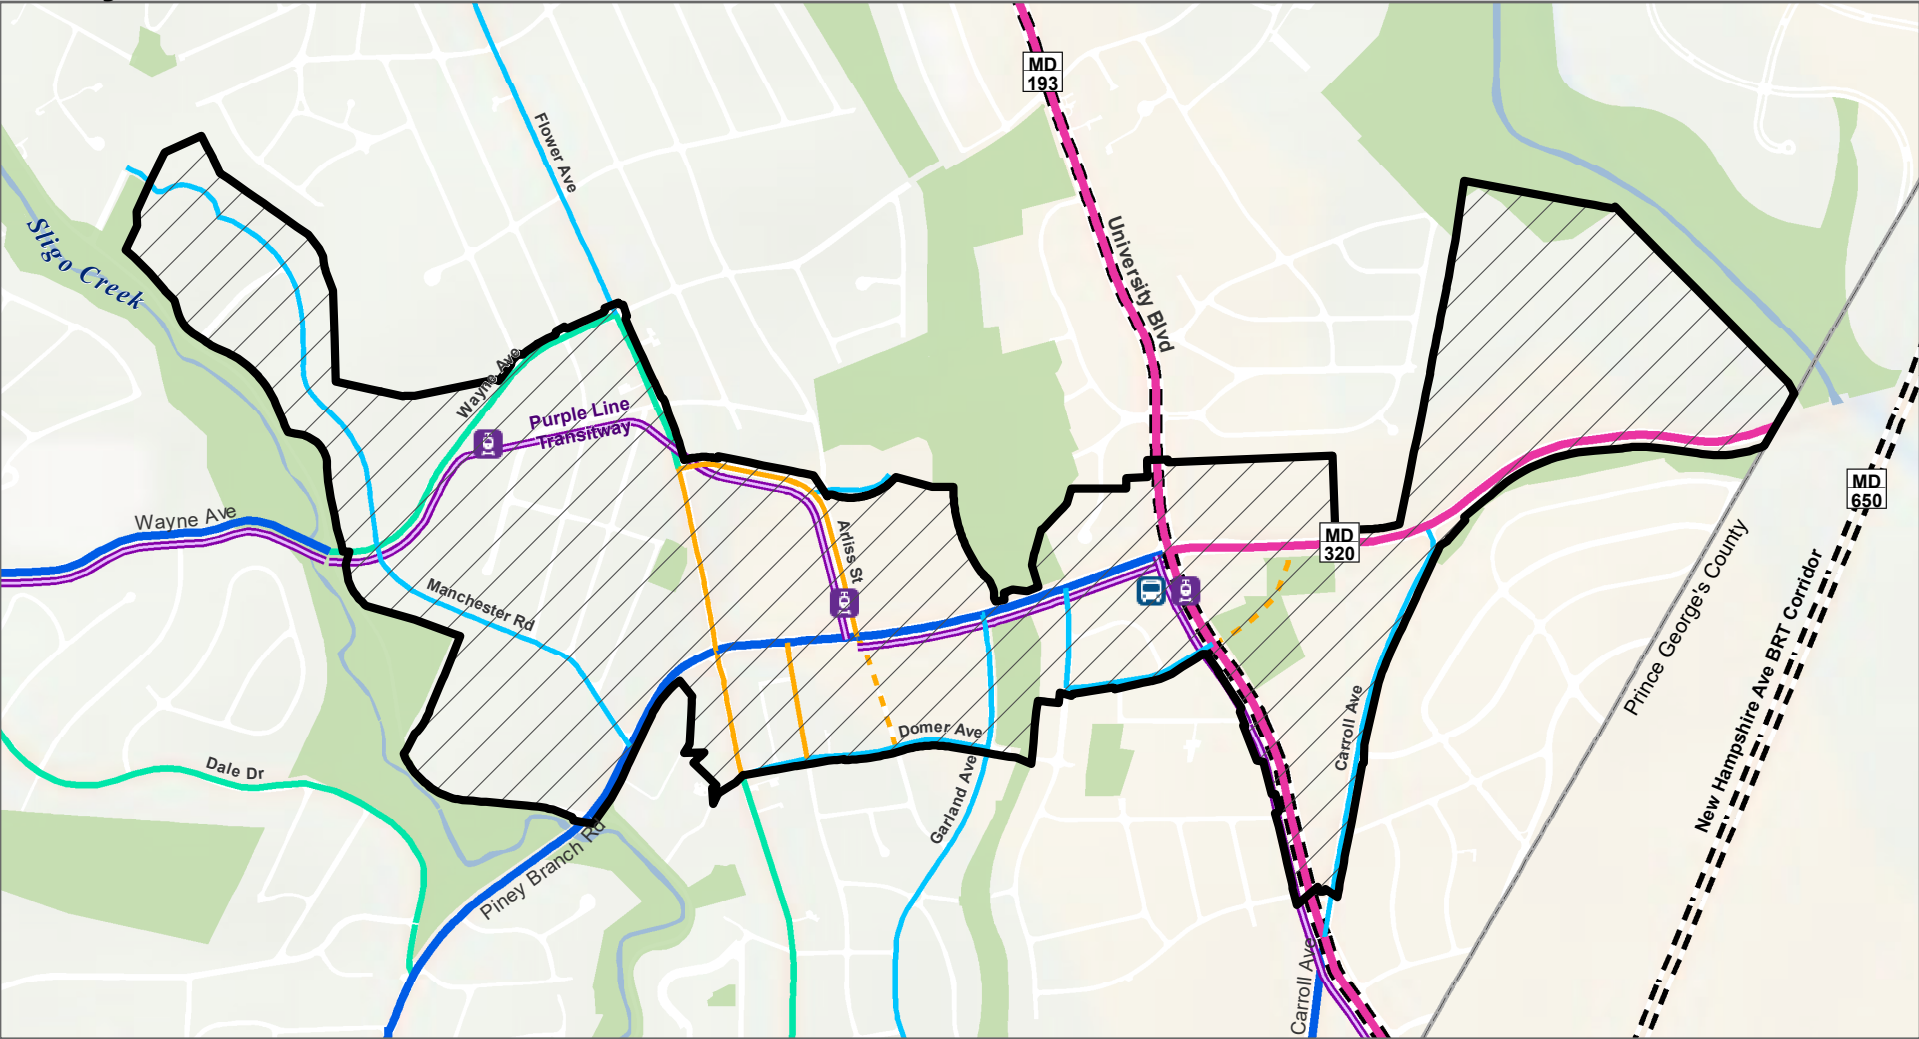 MD
193
Flower Ave
Sligo Creek
University Blvd
Wayne Ave
Purple Line
Transitway
MD
650
Wayne Ave
Arliss St
MD
320
Manchester Rd
Prince George's County
New Hampshire Ave BRT Corridor
Carroll Ave
Domer Ave
Dale Dr
Garland Ave
Piney Branch Rd
Carroll Ave